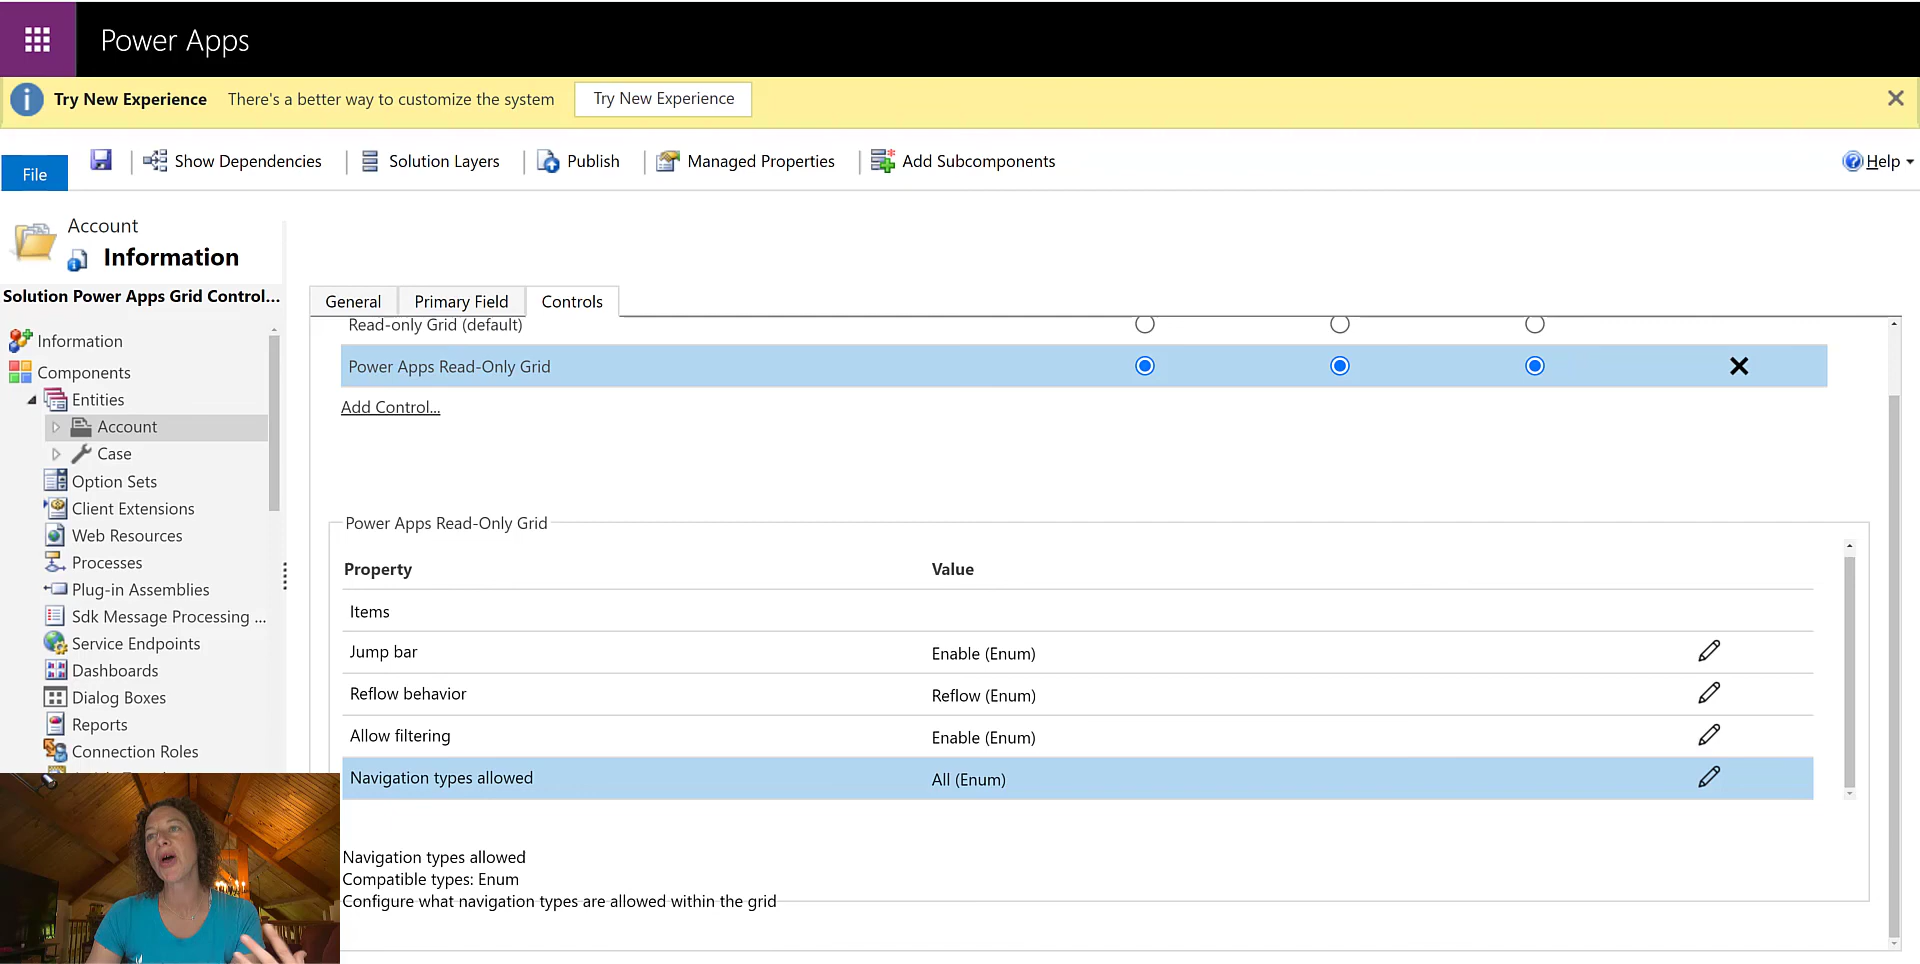 Power Apps
Try New Experience There's a better way to customize the system Try New Experience
File Show Dependencies Solution Layers Publish Managed Properties Add Subcomponents Help
Account
Information
Solution Power Apps Grid Control...
Information
Components
Entities
Account
Case
Option Sets
Client Extensions
Web Resources
Processes
Plug-in Assemblies
Sdk Message Processing ...
Service Endpoints
Dashboards
Dialog Boxes
Reports
Connection Roles
General Primary Field Controls
Read-only Grid (default)
Power Apps Read-Only Grid
Add Control...
Power Apps Read-Only Grid
Property Value
Items
Jump bar Enable (Enum)
Reflow behavior Reflow (Enum)
Allow filtering Enable (Enum)
Navigation types allowed All (Enum)
Navigation types allowed
Compatible types: Enum
Configure what navigation types are allowed within the grid